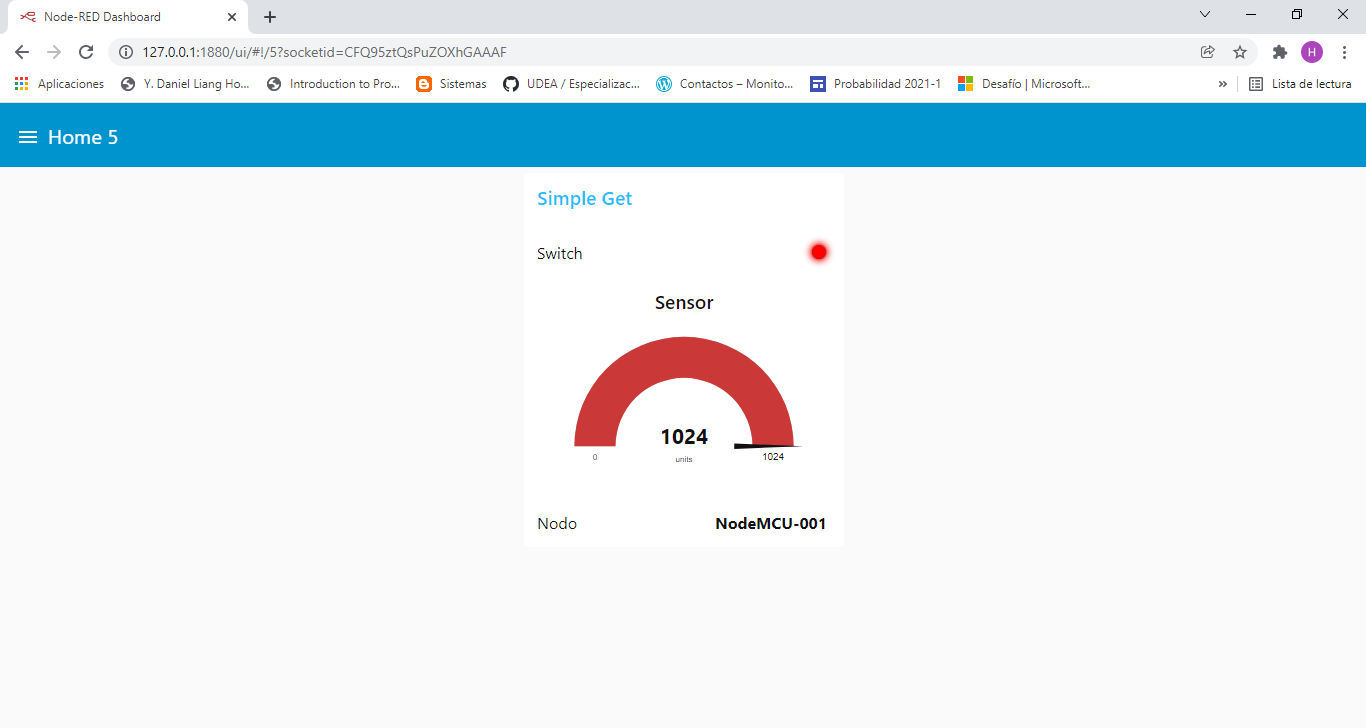 Node-RED Dashboard
127.0.0.1:1880/ui/#!/5?socketid=CFQ95ztQsPuZOXhGAAAF
H
Aplicaciones Y. Daniel Liang Ho... Introduction to Pro... Sistemas UDEA / Especializac... Contactos – Monito... Probabilidad 2021-1 Desafío | Microsoft... » Lista de lectura
Home 5
Simple Get
Switch
Sensor
1024
0 units 1024
Nodo NodeMCU-001